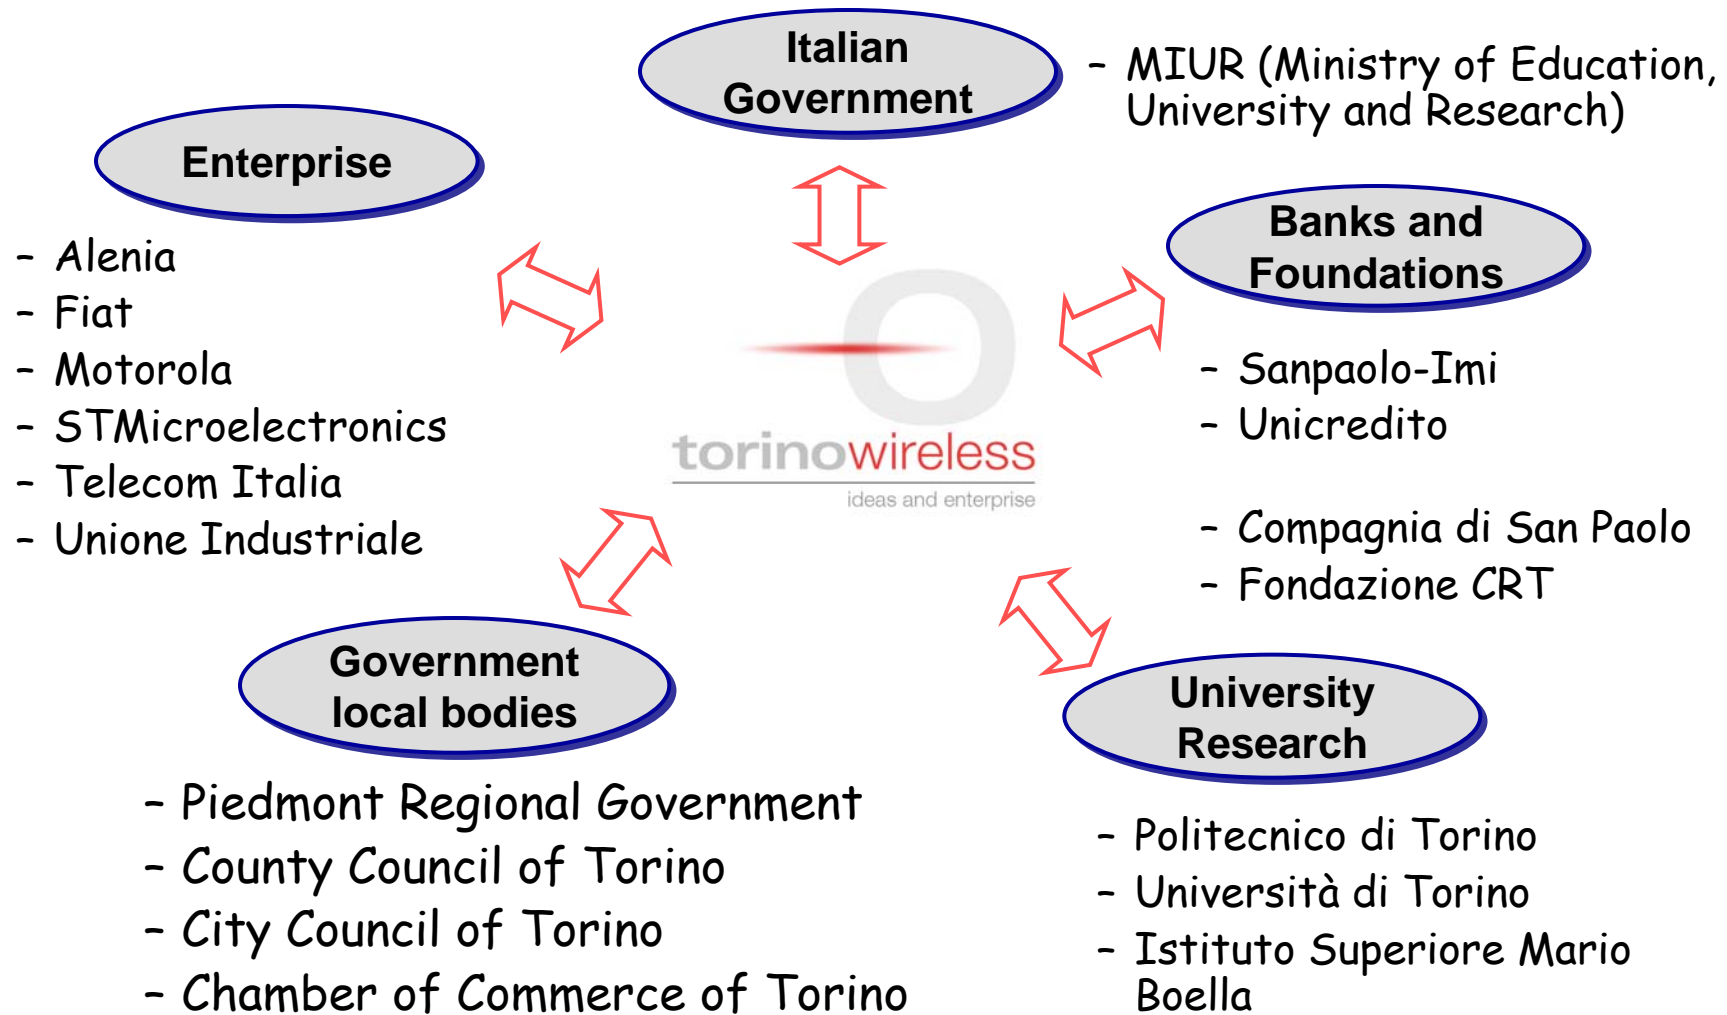 Italian
Government
– MIUR (Ministry of Education,
University and Research)
Enterprise
– Alenia
– Fiat
– Motorola
– STMicroelectronics
– Telecom Italia
– Unione Industriale
Banks and
Foundations
– Sanpaolo-Imi
– Unicredito
– Compagnia di San Paolo
– Fondazione CRT
torinowireless
ideas and enterprise
Government
local bodies
– Piedmont Regional Government
– County Council of Torino
– City Council of Torino
– Chamber of Commerce of Torino
University
Research
– Politecnico di Torino
– Università di Torino
– Istituto Superiore Mario
Boella